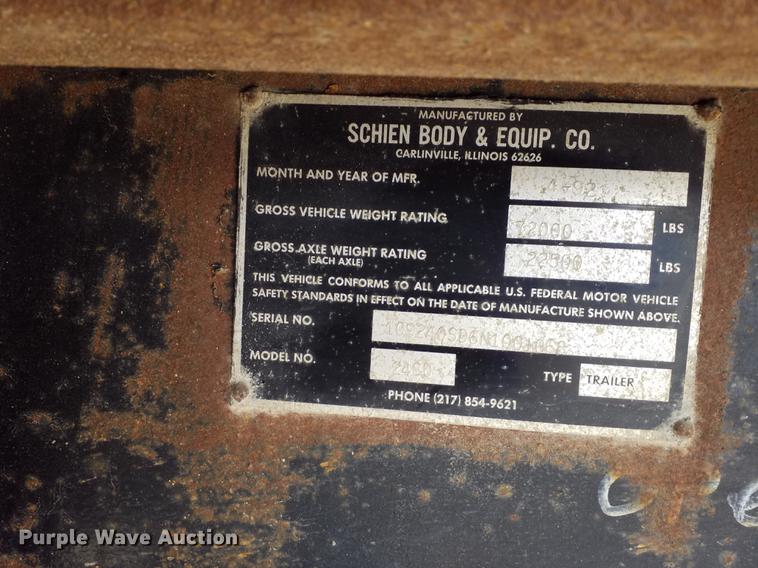 MANUFACTURED BY
SCHIEN BODY & EQUIP. CO.
CARLINVILLE, ILLINOIS 62626
MONTH AND YEAR OF MFR.
GROSS VEHICLE WEIGHT RATING 72000 LBS
GROSS AXLE WEIGHT RATING 22500 LBS
(EACH AXLE)
THIS VEHICLE CONFORMS TO ALL APPLICABLE U.S. FEDERAL MOTOR VEHICLE
SAFETY STANDARDS IN EFFECT ON THE DATE OF MANUFACTURE SHOWN ABOVE.
SERIAL NO.
MODEL NO. 24SD TYPE TRAILER
PHONE (217) 854-9621
Purple Wave Auction